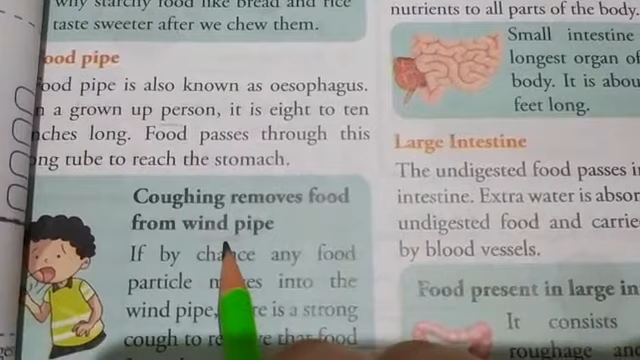 why starchy food like bread and rice
taste sweeter after we chew them.
ood pipe
ood pipe is also known as oesophagus.
n a grown up person, it is eight to ten
nches long. Food passes through this
ong tube to reach the stomach.
Coughing removes food
from wind pipe
If by chance any food
particle into the
wind pipe, is a strong
cough to that food
nutrients to all parts of the body.
Small intestine
longest organ of
body. It is abou
feet long.
Large Intestine
The undigested food passes i
intestine. Extra water is absor
undigested food and carrie
by blood vessels.
Food present in large in
It consists
roughage and